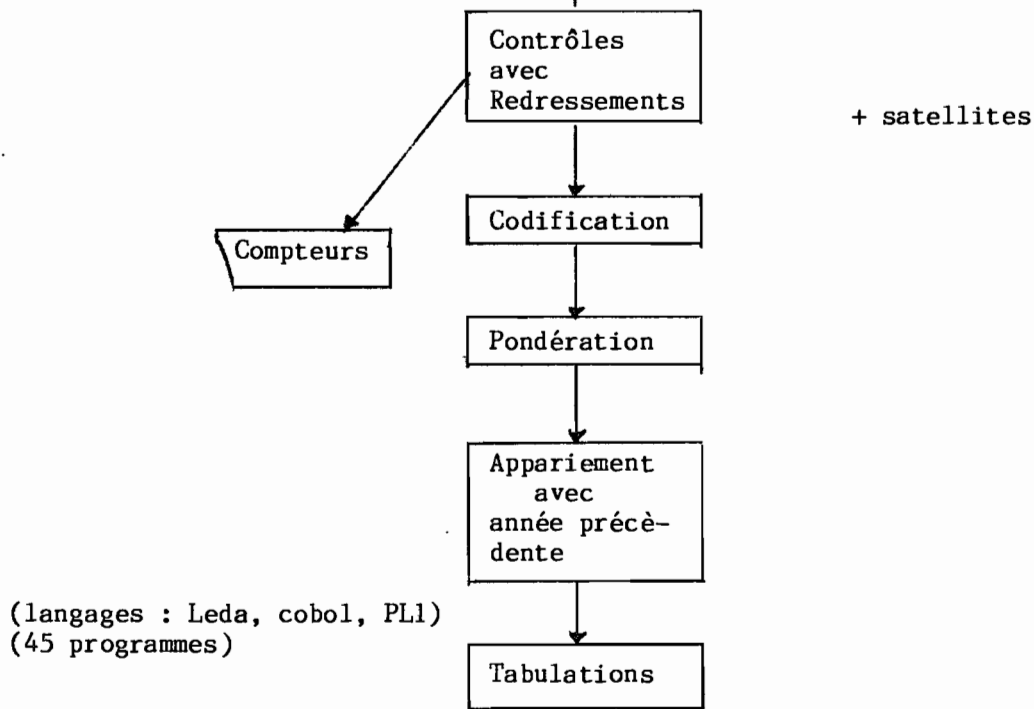 Contrôles
avec
Redressements
+ satellites
Codification
Compteurs
Pondération
Appariement
avec
année précè-
dente
(langages : Leda, cobol, PL1)
(45 programmes)
Tabulations